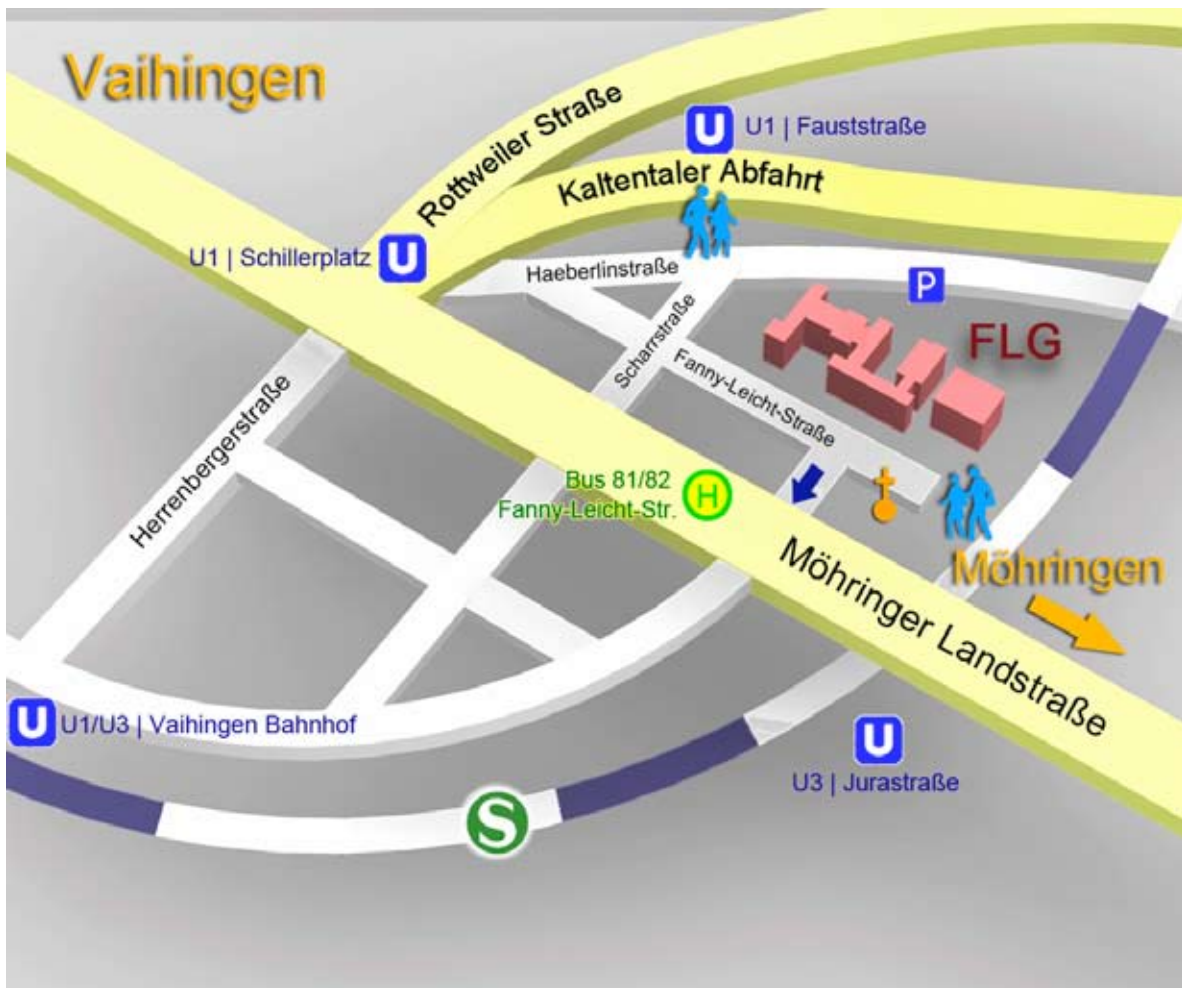 Vaihingen
Rottweiler Straße
U
U1 | Fauststraße
Kaltentaler Abfahrt
U1 | Schillerplatz
U
Haeberlinstraße
P
FLG
Scharrstraße
Fanny-Leicht-Straße
Herrenbergerstraße
Bus 81/82
Fanny-Leicht-Str.
H
Möhringen
Möhringer Landstraße
U
U1/U3 | Vaihingen Bahnhof
U
U3 | Jurastraße
S